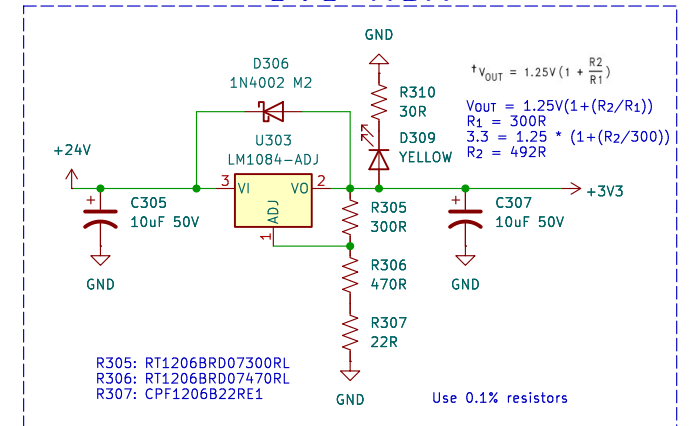 GND
D306
1N4002 M2
†VOUT = 1.25V(1 + R2/R1)
R310
30R
VOUT = 1.25V(1+(R2/R1))
R1 = 300R
3.3 = 1.25 * (1+(R2/300))
R2 = 492R
D309
YELLOW
U303
LM1084-ADJ
+24V
3 VI VO 2
ADJ
1
+3V3
+ C305
10uF 50V
R305
300R
+ C307
10uF 50V
GND
R306
470R
GND
R307
22R
R305: RT1206BRD07300RL
R306: RT1206BRD07470RL
R307: CPF1206B22RE1
GND
Use 0.1% resistors